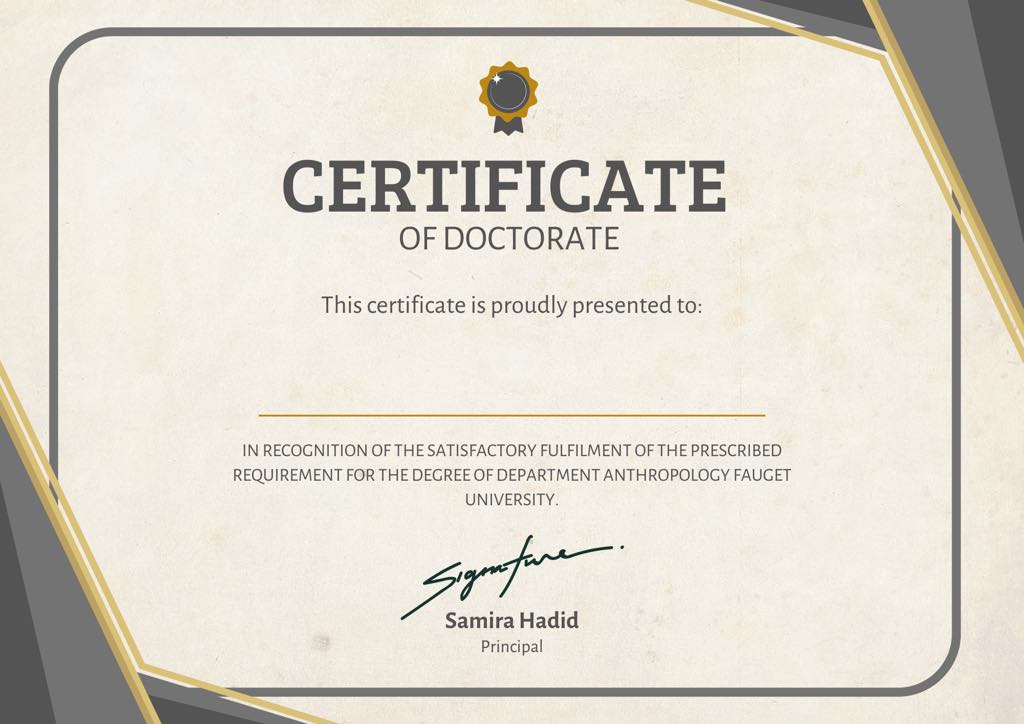 CERTIFICATE
OF DOCTORATE
This certificate is proudly presented to:
IN RECOGNITION OF THE SATISFACTORY FULFILMENT OF THE PRESCRIBED
REQUIREMENT FOR THE DEGREE OF DEPARTMENT ANTHROPOLOGY FAUGET
UNIVERSITY.
Signature
Samira Hadid
Principal